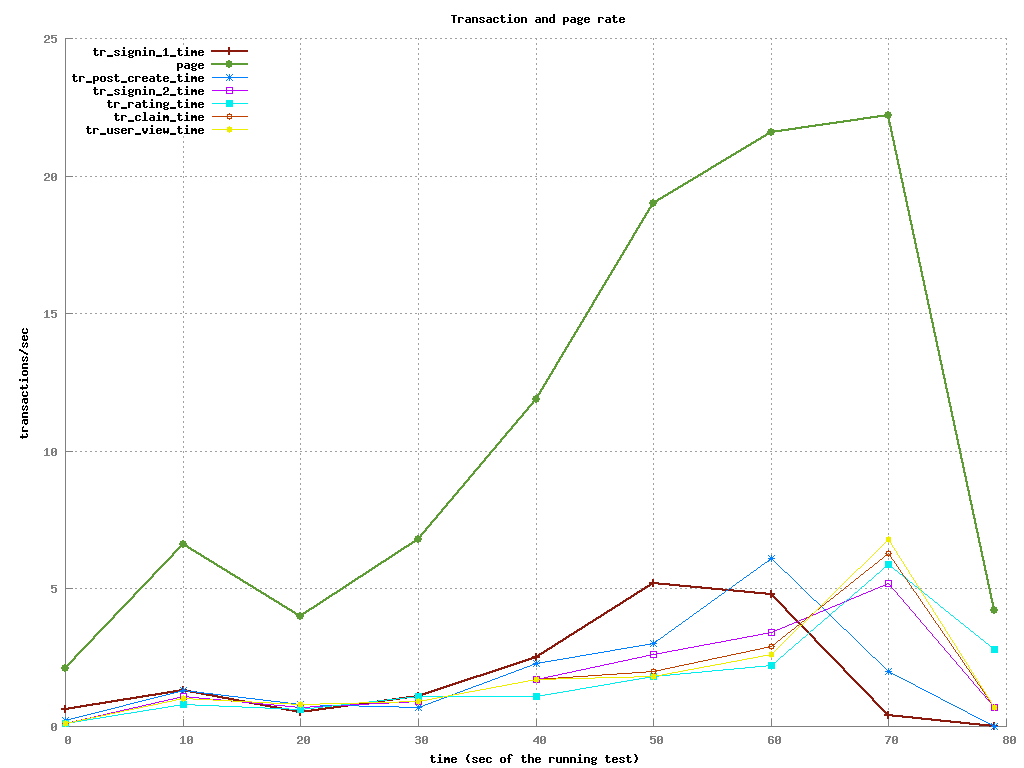 Transaction and page rate
tr_signin_1_time
page
tr_post_create_time
tr_signin_2_time
tr_rating_time
tr_claim_time
tr_user_view_time
25
20
15
10
5
0
transactions/sec
0 10 20 30 40 50 60 70 80
time (sec of the running test)